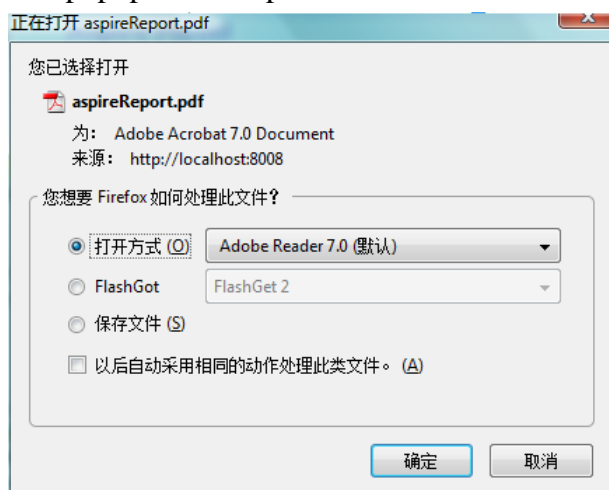 正在打开 aspireReport.pdf
您已选择打开
aspireReport.pdf
为: Adobe Acrobat 7.0 Document
来源: http://localhost:8008
您想要 Firefox 如何处理此文件?
打开方式 (O) Adobe Reader 7.0 (默认)
FlashGot FlashGet 2
保存文件 (S)
以后自动采用相同的动作处理此类文件。 (A)
确定 取消